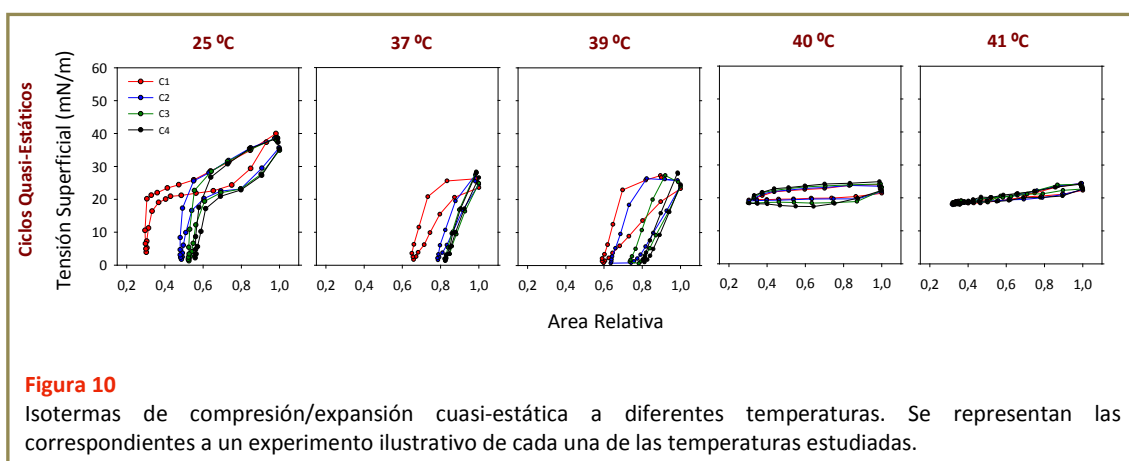 25 ºC
37 ºC
39 ºC
40 ºC
41 ºC
Ciclos Quasi-Estáticos
Tensión Superficial (mN/m)
60
50
40
30
20
10
0
C1
C2
C3
C4
0,2 0,4 0,6 0,8 1,0
0,2 0,4 0,6 0,8 1,0
0,2 0,4 0,6 0,8 1,0
0,2 0,4 0,6 0,8 1,0
0,2 0,4 0,6 0,8 1,0
Area Relativa
Figura 10
Isotermas de compresión/expansión cuasi-estática a diferentes temperaturas. Se representan las
correspondientes a un experimento ilustrativo de cada una de las temperaturas estudiadas.